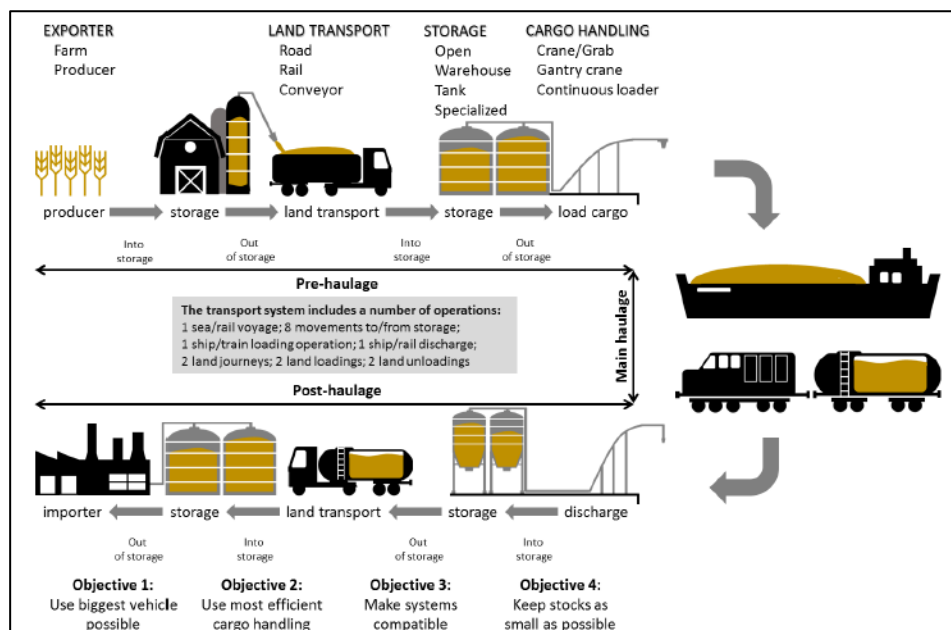 EXPORTER
Farm
Producer
LAND TRANSPORT
Road
Rail
Conveyor
STORAGE
Open
Warehouse
Tank
Specialized
CARGO HANDLING
Crane/Grab
Gantry crane
Continuous loader
producer
storage
land transport
storage
load cargo
Into
storage
Out
of storage
Into
storage
Out
of storage
Pre-haulage
The transport system includes a number of operations:
1 sea/rail voyage; 8 movements to/from storage;
1 ship/train loading operation; 1 ship/rail discharge;
2 land journeys; 2 land loadings; 2 land unloadings
Main haulage
Post-haulage
importer
storage
land transport
storage
discharge
Out
of storage
Into
storage
Out
of storage
Into
storage
Objective 1:
Use biggest vehicle
possible
Objective 2:
Use most efficient
cargo handling
Objective 3:
Make systems
compatible
Objective 4:
Keep stocks as
small as possible